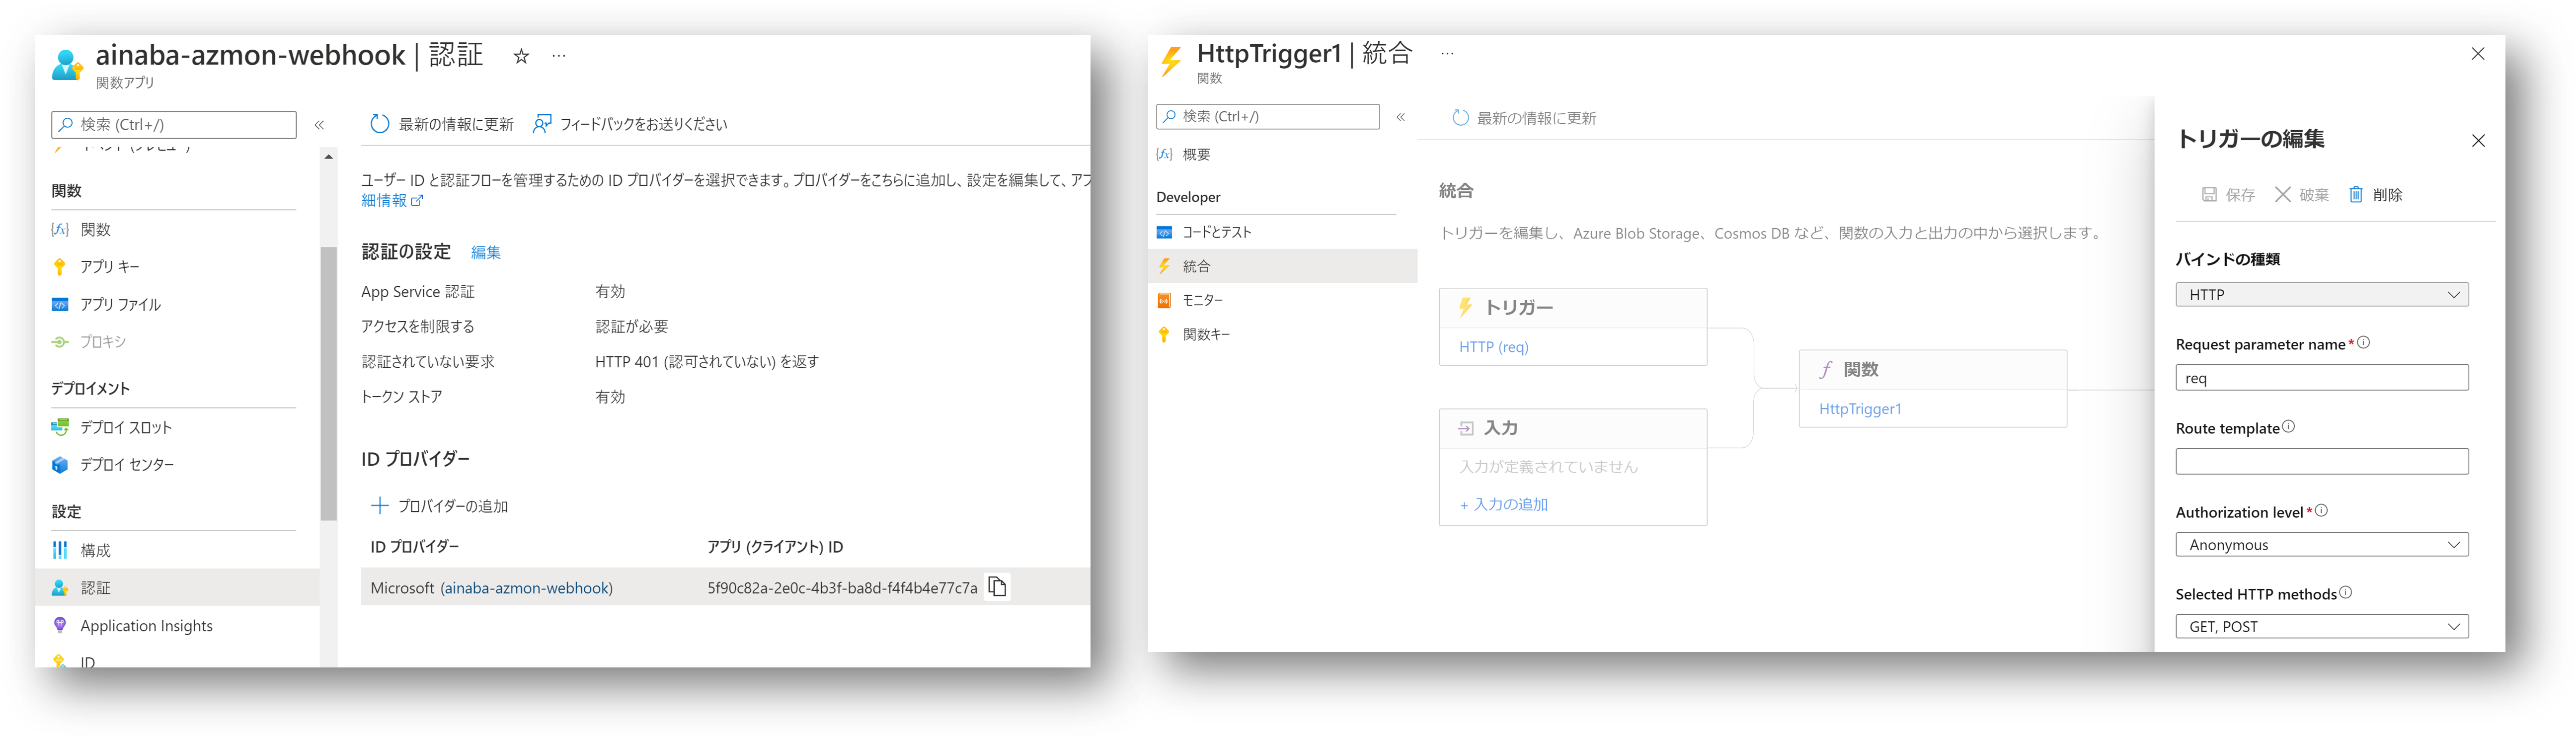 ainaba-azmon-webhook | 認証 ☆ …
関数アプリ
検索 (Ctrl+/) «
関数
関数
アプリ キー
アプリ ファイル
プロキシ
デプロイメント
デプロイ スロット
デプロイ センター
設定
構成
認証
Application Insights
ID
最新の情報に更新 フィードバックをお送りください
ユーザー ID と認証フローを管理するための ID プロバイダーを選択できます。プロバイダーをこちらに追加し、設定を編集して、アプ
細情報
認証の設定 編集
App Service 認証 有効
アクセスを制限する 認証が必要
認証されていない要求 HTTP 401 (認可されていない) を返す
トークン ストア 有効
ID プロバイダー
プロバイダーの追加
ID プロバイダー アプリ (クライアント) ID
Microsoft (ainaba-azmon-webhook) 5f90c82a-2e0c-4b3f-ba8d-f4f4b4e77c7a
HttpTrigger1 | 統合 …
関数
検索 (Ctrl+/) «
概要
Developer
コードとテスト
統合
モニター
関数キー
最新の情報に更新
統合
トリガーを編集し、Azure Blob Storage、Cosmos DB など、関数の入力と出力の中から選択します。
トリガー
HTTP (req)
入力
入力が定義されていません
+ 入力の追加
関数
HttpTrigger1
トリガーの編集
保存 破棄 削除
バインドの種類
HTTP
Request parameter name*
req
Route template
Authorization level*
Anonymous
Selected HTTP methods
GET, POST